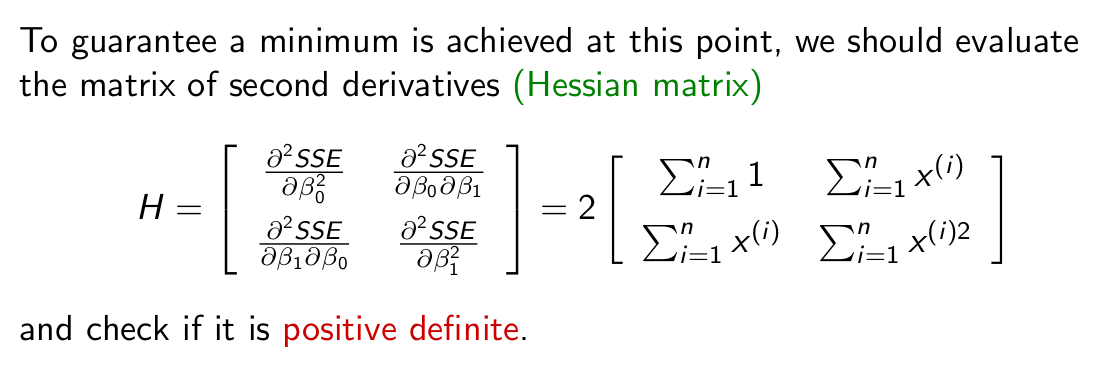 To guarantee a minimum is achieved at this point, we should evaluate
the matrix of second derivatives (Hessian matrix)
$H = \begin{bmatrix} \frac{\partial^2 SSE}{\partial \beta_0^2} & \frac{\partial^2 SSE}{\partial \beta_0 \partial \beta_1} \\ \frac{\partial^2 SSE}{\partial \beta_1 \partial \beta_0} & \frac{\partial^2 SSE}{\partial \beta_1^2} \end{bmatrix} = 2 \begin{bmatrix} \sum_{i=1}^n 1 & \sum_{i=1}^n x^{(i)} \\ \sum_{i=1}^n x^{(i)} & \sum_{i=1}^n x^{(i)2} \end{bmatrix}$
and check if it is positive definite.